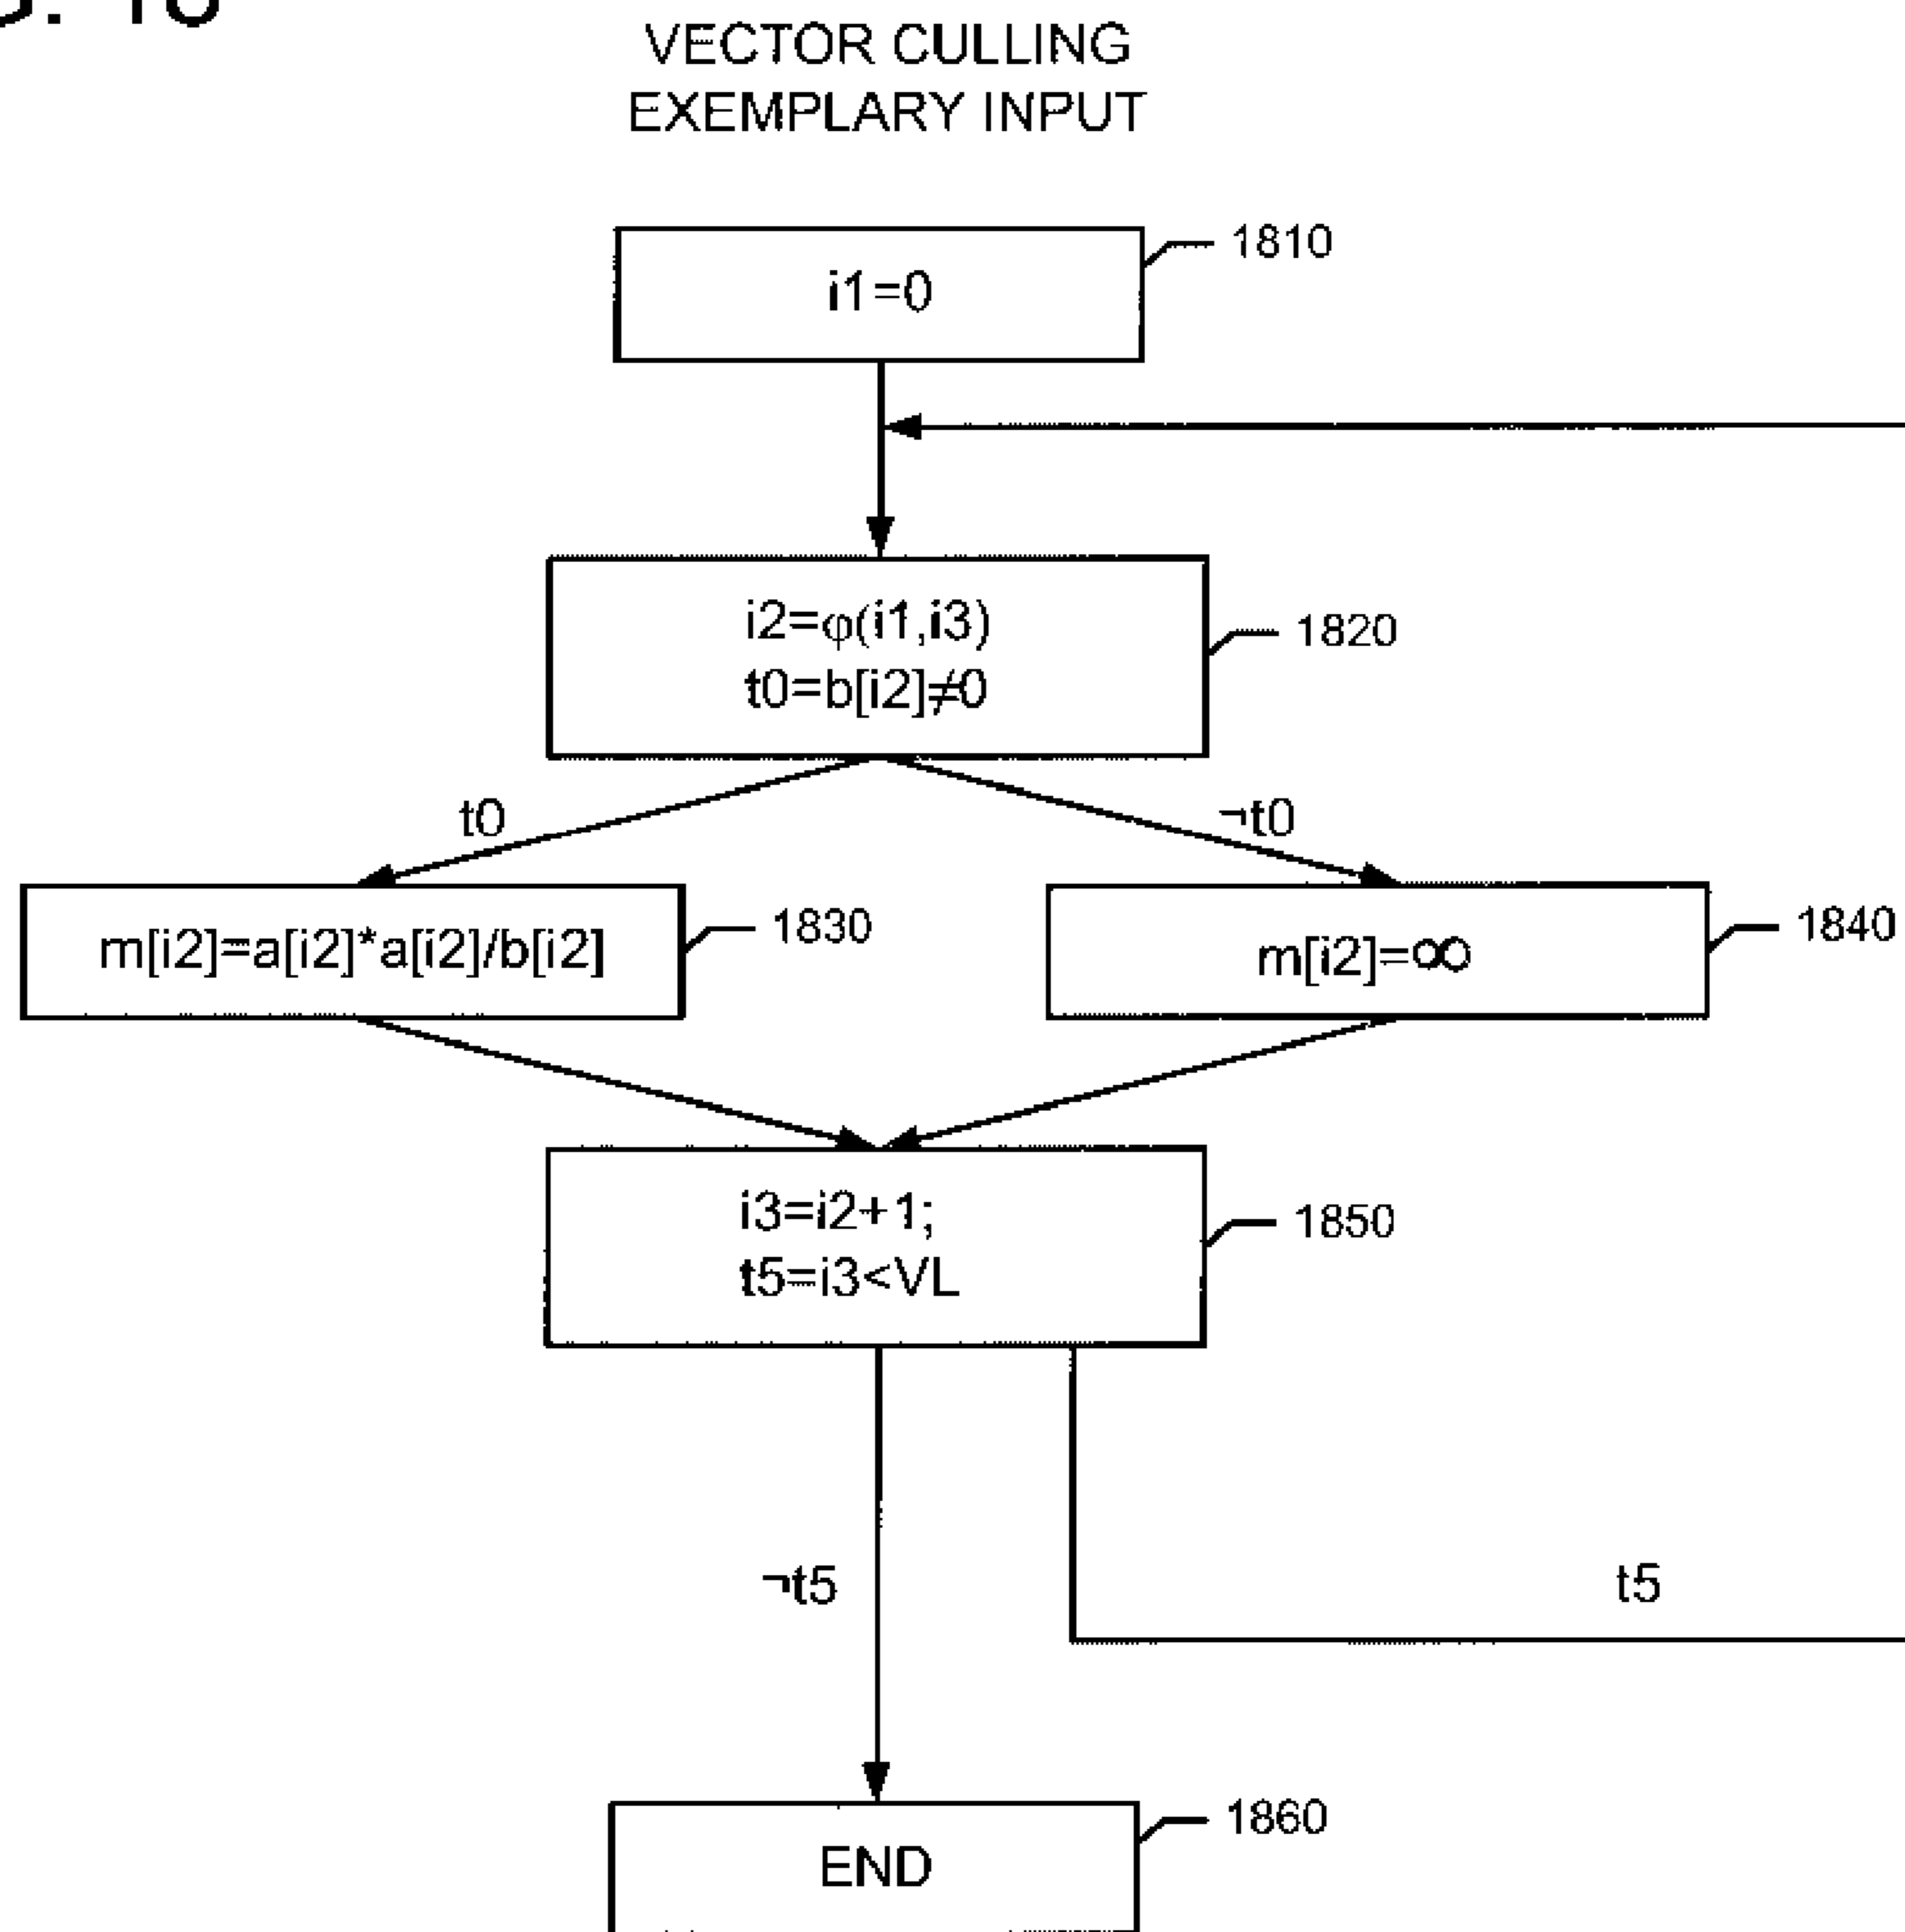 VECTOR CULLING
EXEMPLARY INPUT
i1=0
1810
i2=φ(i1,i3)
t0=b[i2]≠0
1820
t0
¬t0
m[i2]=a[i2]*a[i2]/b[i2]
1830
m[i2]=∞
1840
i3=i2+1;
t5=i3<VL
1850
¬t5
t5
END
1860